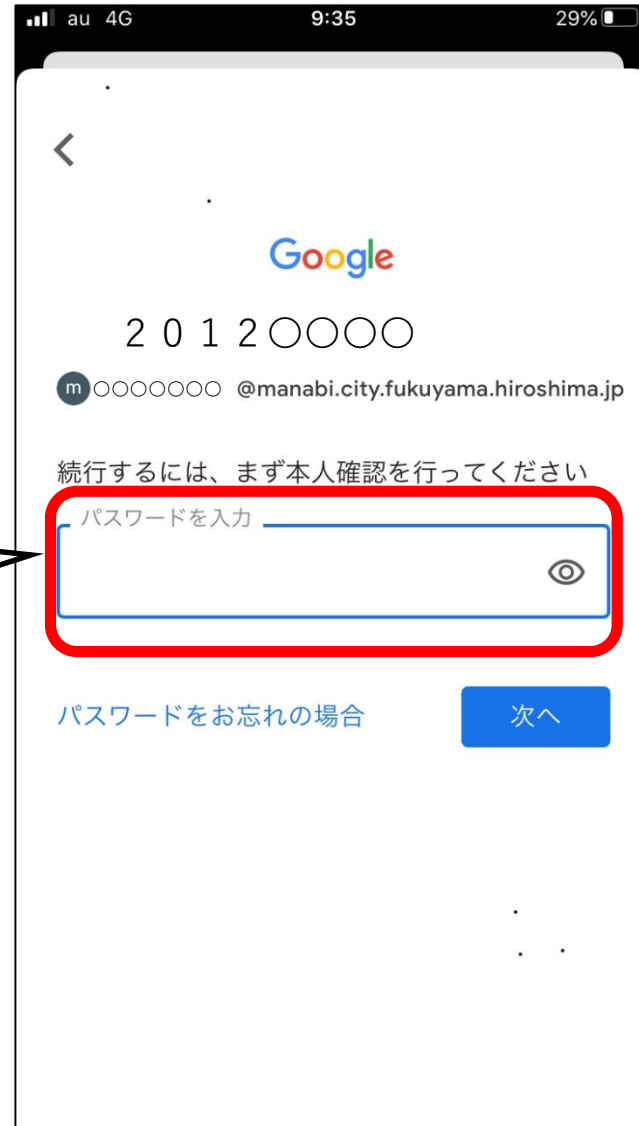 au 4G 9:35 29%
Google
２０１２○○○○
m ○○○○○○○ @manabi.city.fukuyama.hiroshima.jp
続行するには、まず本人確認を行ってください
パスワードを入力
パスワードをお忘れの場合 次へ